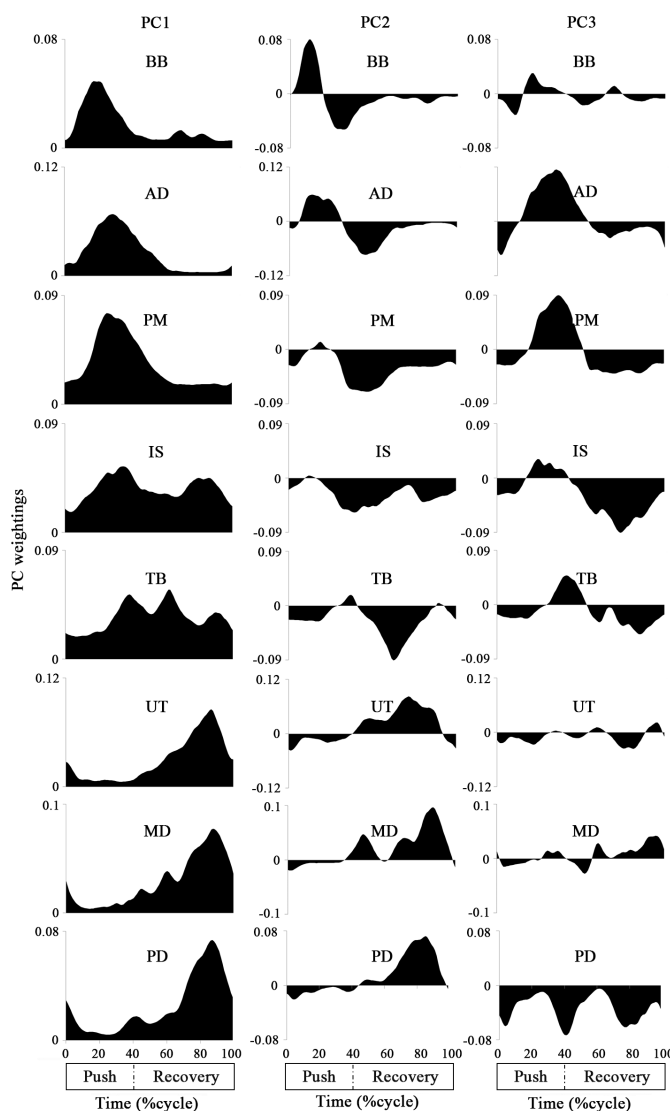 PC1 PC2 PC3
0.08 0.08 0.08
BB BB BB
0 0 0
-0.08 -0.08
0.12
AD AD AD
0 0
-0.12
0.09 0.09 0.09
PM PM PM
0 0 0
-0.09 -0.09
0.09 0.09 0.09
IS IS IS
0 0 0
-0.09 -0.09
PC weightings
0.09 0.09 0.09
TB TB TB
0 0 0
-0.09 -0.09
0.12 0.12 0.12
UT UT UT
0 0 0
-0.12 -0.12
0.1 0.1 0.1
MD MD MD
0 0 0
-0.1 -0.1
0.08 0.08 0.08
PD PD PD
0 0 0
-0.08 -0.08
0 20 40 60 80 100 0 20 40 60 80 100 0 20 40 60 80 100
Push Recovery Push Recovery Push Recovery
Time (%cycle) Time (%cycle) Time (%cycle)